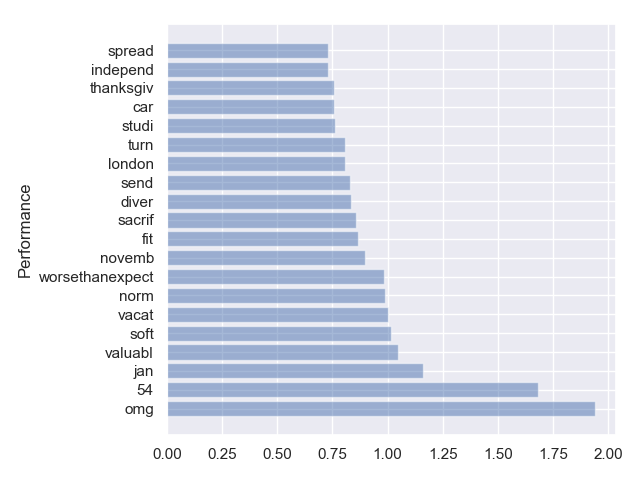 spread
independ
thanksgiv
car
studi
turn
london
send
diver
sacrif
fit
novemb
worsethanexpect
norm
vacat
soft
valuabl
jan
54
omg
Performance
0.00 0.25 0.50 0.75 1.00 1.25 1.50 1.75 2.00